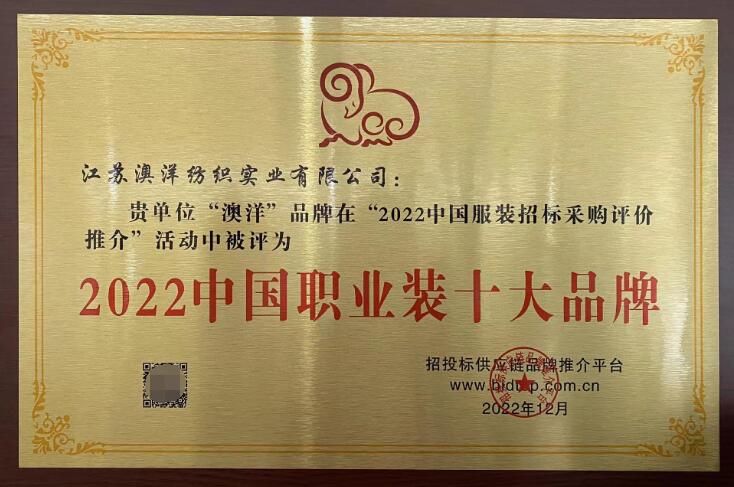 江苏澳洋纺织实业有限公司：
贵单位“澳洋”品牌在“2022中国服装招标采购评价
推介”活动中被评为
2022中国职业装十大品牌
招投标供应链品牌推介平台
2022年12月